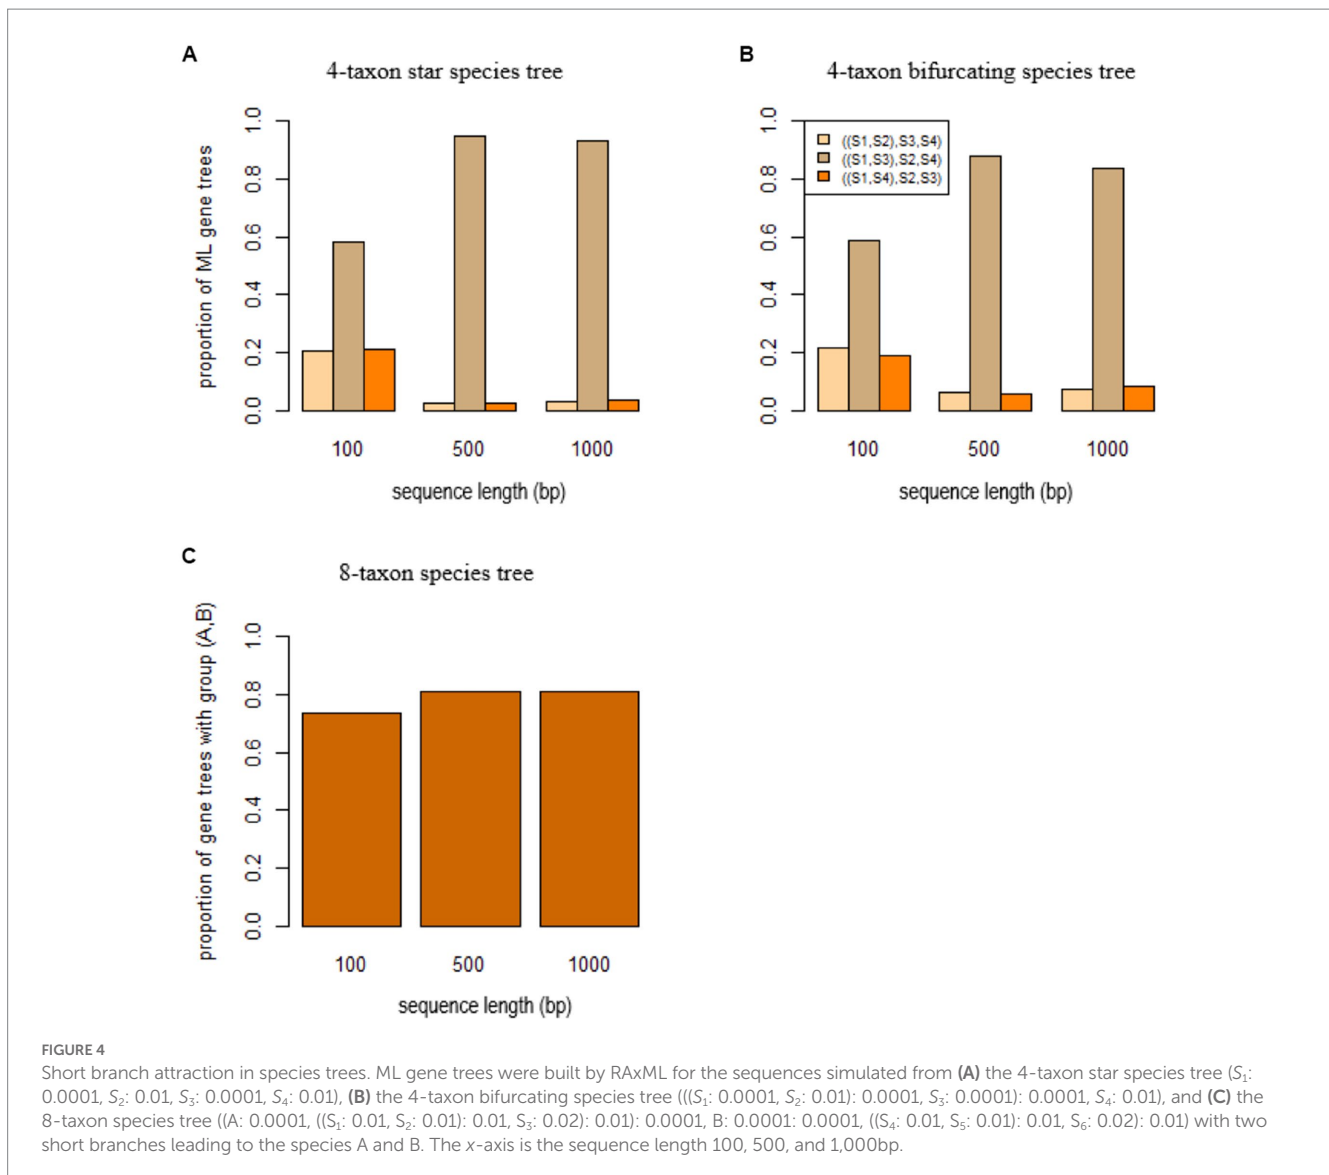 A
4-taxon star species tree
proportion of ML gene trees
1.0
0.8
0.6
0.4
0.2
0.0
100 500 1000
sequence length (bp)
B
4-taxon bifurcating species tree
1.0
0.8
0.6
0.4
0.2
0.0
((S1,S2),S3,S4)
((S1,S3),S2,S4)
((S1,S4),S2,S3)
100 500 1000
sequence length (bp)
C
8-taxon species tree
proportion of gene trees with group (A,B)
1.0
0.8
0.6
0.4
0.2
0.0
100 500 1000
sequence length (bp)
FIGURE 4
Short branch attraction in species trees. ML gene trees were built by RAxML for the sequences simulated from (A) the 4-taxon star species tree (S₁:
0.0001, S₂: 0.01, S₃: 0.0001, S₄: 0.01), (B) the 4-taxon bifurcating species tree (((S₁: 0.0001, S₂: 0.01): 0.0001, S₃: 0.0001): 0.0001, S₄: 0.01), and (C) the
8-taxon species tree ((A: 0.0001, ((S₁: 0.01, S₂: 0.01): 0.01, S₃: 0.02): 0.01): 0.0001, B: 0.0001: 0.0001, ((S₄: 0.01, S₅: 0.01): 0.01, S₆: 0.02): 0.01) with two
short branches leading to the species A and B. The x-axis is the sequence length 100, 500, and 1,000bp.